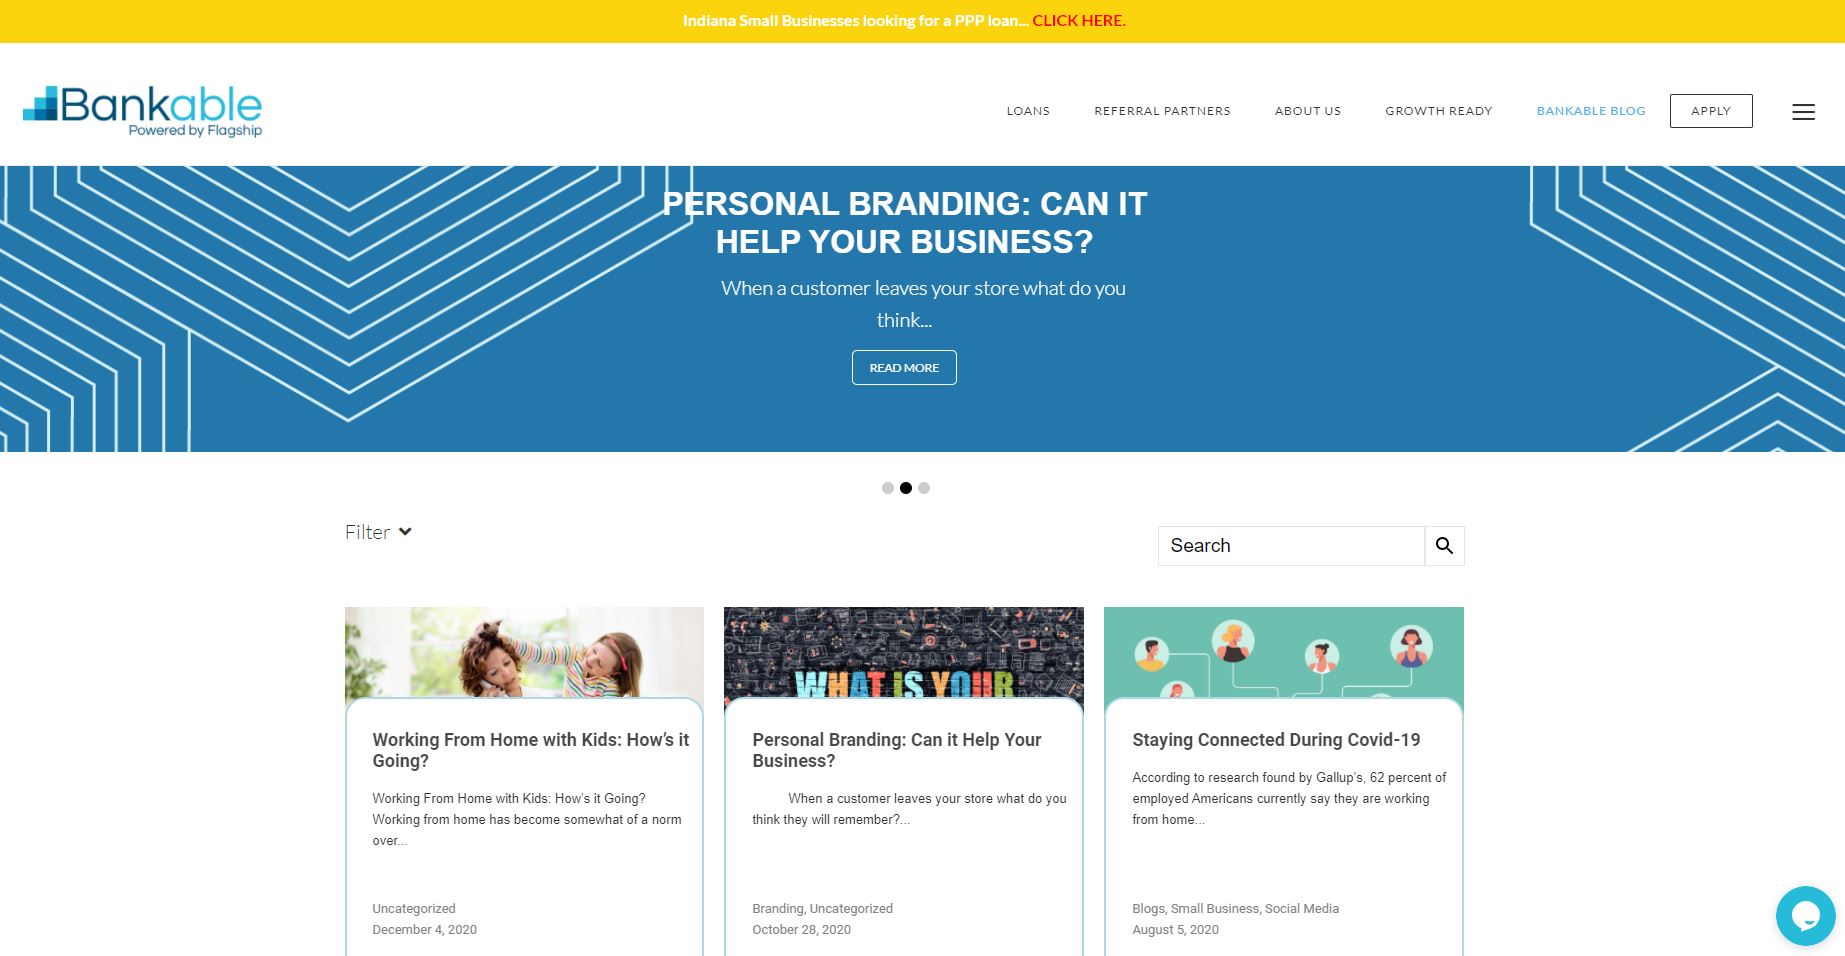 Indiana Small Businesses looking for a PPP loan... CLICK HERE.
Bankable
Powered by Flagship
LOANS
REFERRAL PARTNERS
ABOUT US
GROWTH READY
BANKABLE BLOG
APPLY
PERSONAL BRANDING: CAN IT
HELP YOUR BUSINESS?
When a customer leaves your store what do you
think...
READ MORE
Filter
Search
WHAT IS YOUR
Working From Home with Kids: How’s it
Going?
Working From Home with Kids: How’s it Going?
Working from home has become somewhat of a norm
over...
Uncategorized
December 4, 2020
Personal Branding: Can it Help Your
Business?
When a customer leaves your store what do you
think they will remember?...
Branding, Uncategorized
October 28, 2020
Staying Connected During Covid-19
According to research found by Gallup’s, 62 percent of
employed Americans currently say they are working
from home...
Blogs, Small Business, Social Media
August 5, 2020